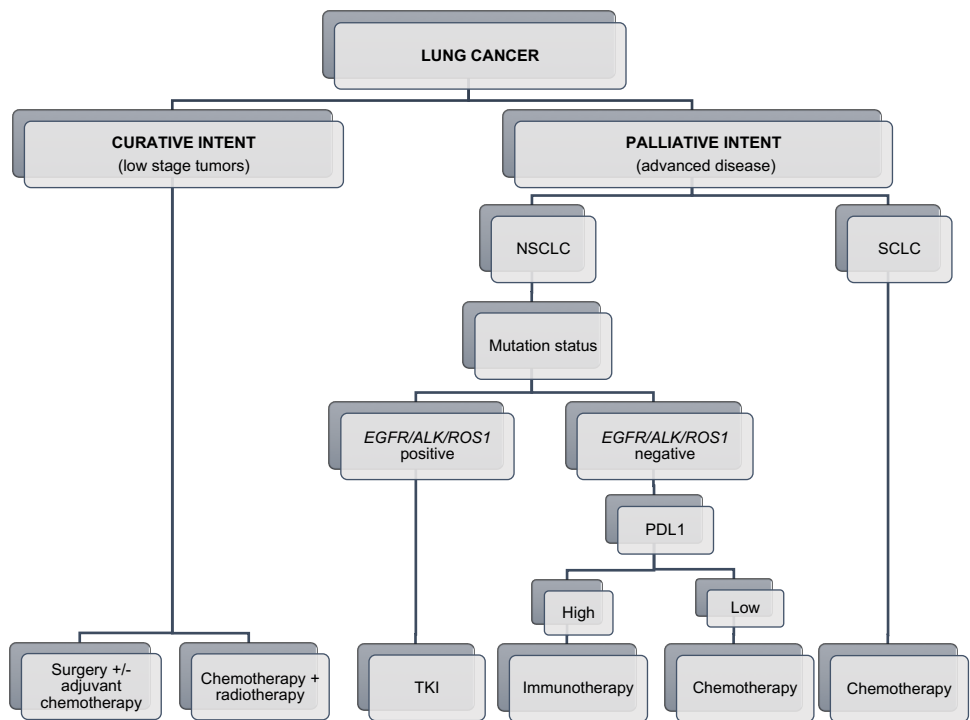 LUNG CANCER
CURATIVE INTENT
(low stage tumors)
PALLIATIVE INTENT
(advanced disease)
NSCLC
SCLC
Mutation status
EGFR/ALK/ROS1
positive
EGFR/ALK/ROS1
negative
PDL1
High
Low
Surgery +/-
adjuvant
chemotherapy
Chemotherapy +
radiotherapy
TKI
Immunotherapy
Chemotherapy
Chemotherapy